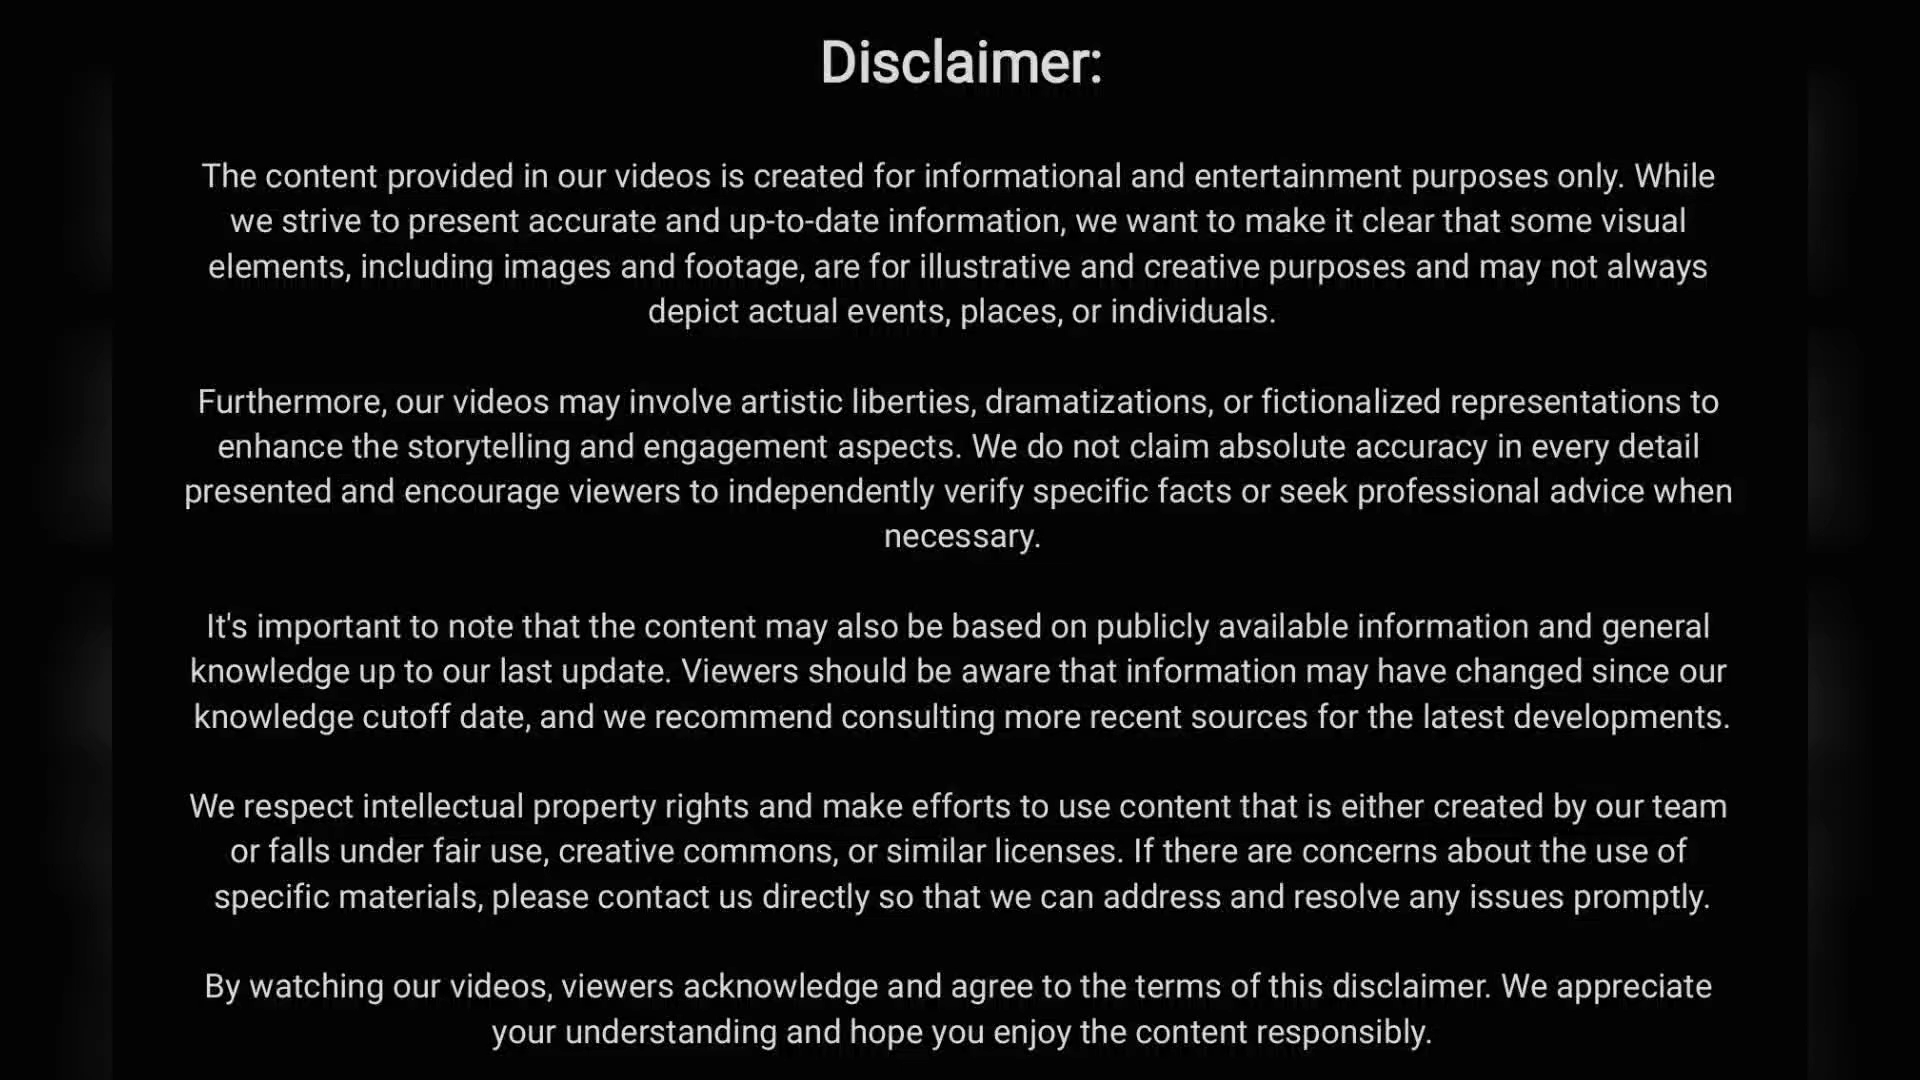 Disclaimer:
The content provided in our videos is created for informational and entertainment purposes only. While
we strive to present accurate and up-to-date information, we want to make it clear that some visual
elements, including images and footage, are for illustrative and creative purposes and may not always
depict actual events, places, or individuals.
Furthermore, our videos may involve artistic liberties, dramatizations, or fictionalized representations to
enhance the storytelling and engagement aspects. We do not claim absolute accuracy in every detail
presented and encourage viewers to independently verify specific facts or seek professional advice when
necessary.
It's important to note that the content may also be based on publicly available information and general
knowledge up to our last update. Viewers should be aware that information may have changed since our
knowledge cutoff date, and we recommend consulting more recent sources for the latest developments.
We respect intellectual property rights and make efforts to use content that is either created by our team
or falls under fair use, creative commons, or similar licenses. If there are concerns about the use of
specific materials, please contact us directly so that we can address and resolve any issues promptly.
By watching our videos, viewers acknowledge and agree to the terms of this disclaimer. We appreciate
your understanding and hope you enjoy the content responsibly.